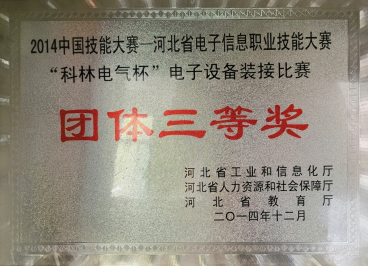 2014中国技能大赛—河北省电子信息职业技能大赛
“科林电气杯”电子设备装接比赛
团体三等奖
河北省工业和信息化厅
河北省人力资源和社会保障厅
河北省教育厅
二〇一四年十二月